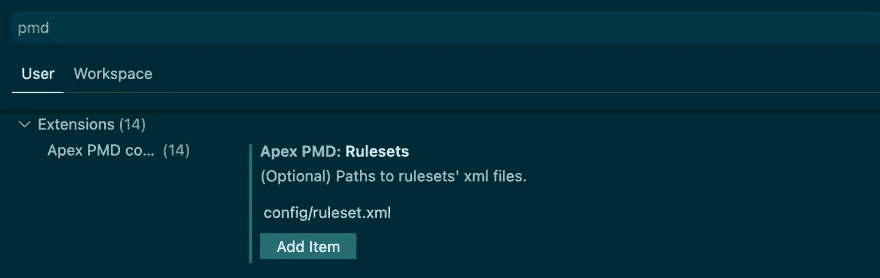 pmd
User Workspace
Extensions (14)
Apex PMD co... (14)
Apex PMD: Rulesets
(Optional) Paths to rulesets' xml files.
config/ruleset.xml
Add Item